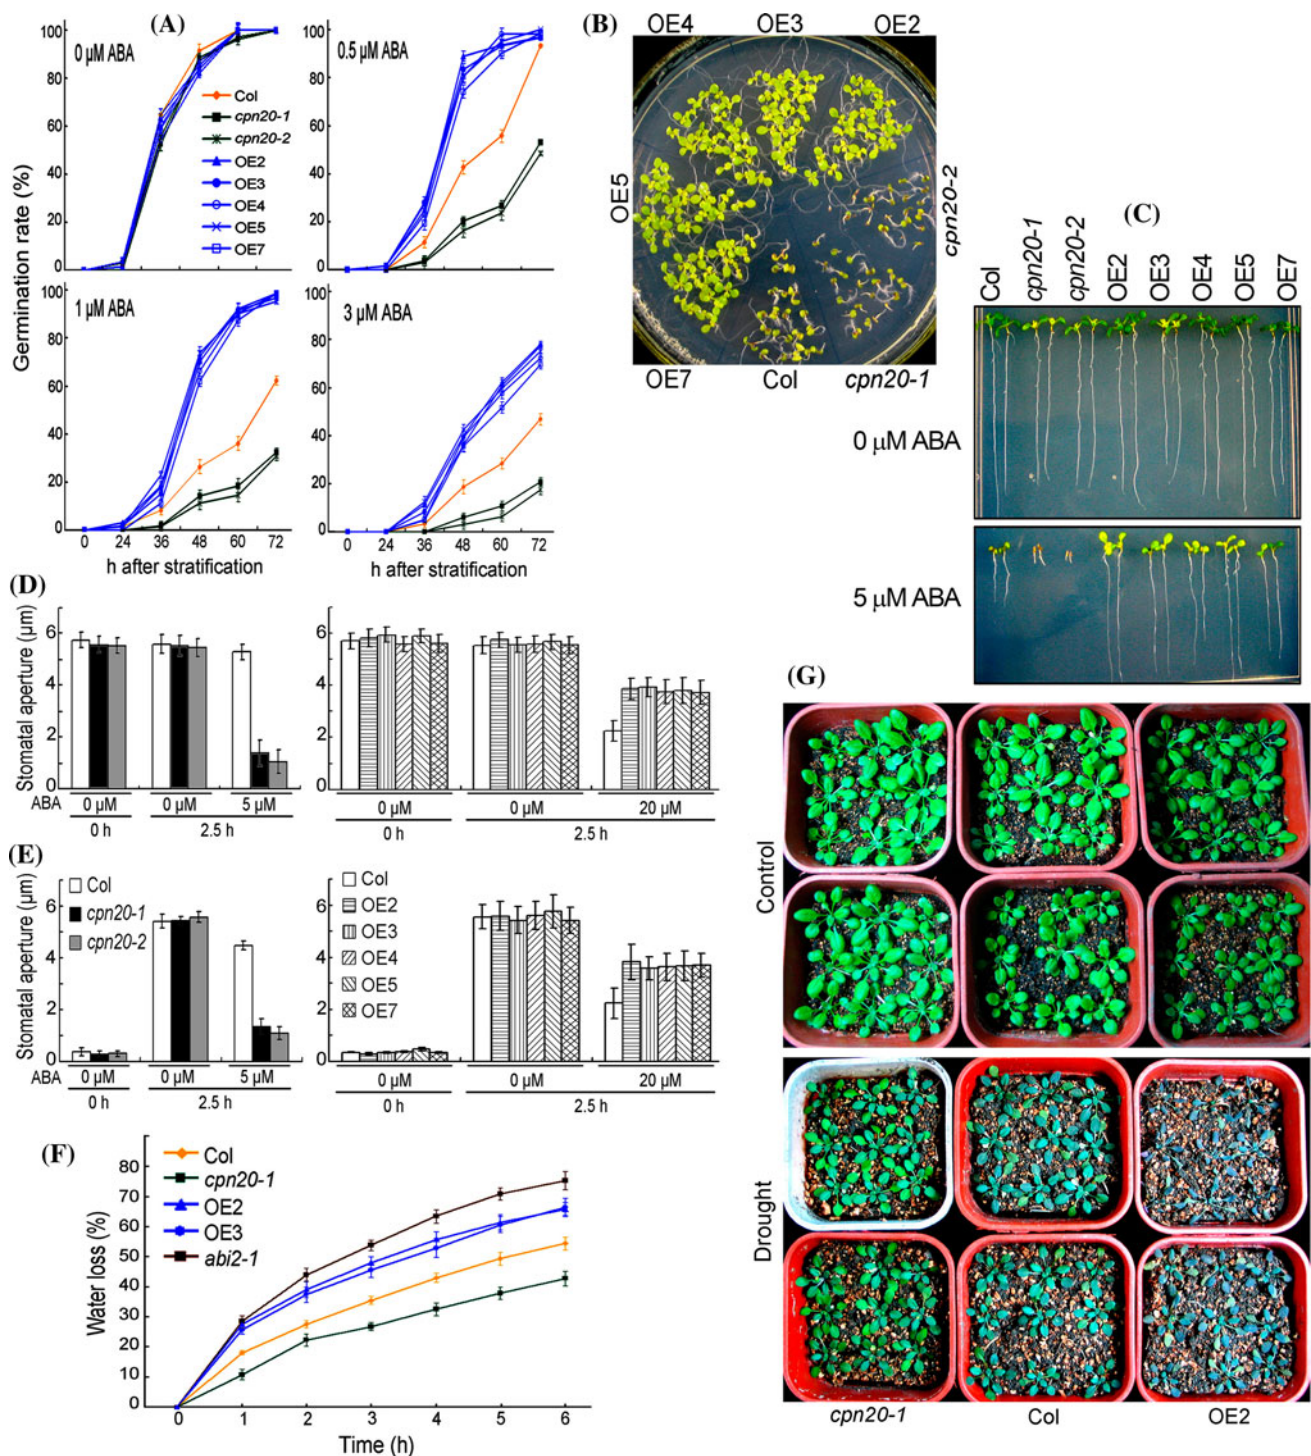 (A)
0 µM ABA
100
80
60
40
20
0
Col
cpn20-1
cpn20-2
OE2
OE3
OE4
OE5
OE7
0.5 µM ABA
100
80
60
40
20
0
Germination rate (%)
1 µM ABA
100
80
60
40
20
0
0 24 36 48 60 72
h after stratification
3 µM ABA
100
80
60
40
20
0
0 24 36 48 60 72
h after stratification
(B)
OE4 OE3 OE2
OE5
cpn20-2
OE7 Col cpn20-1
(C)
Col cpn20-1 cpn20-2 OE2 OE3 OE4 OE5 OE7
0 µM ABA
5 µM ABA
(D)
Stomatal aperture (µm)
6
4
2
0
ABA 0 µM 0 µM 5 µM
0 h 2.5 h
6
4
2
0
0 µM 0 µM 20 µM
0 h 2.5 h
(E)
Stomatal aperture (µm)
6
4
2
0
Col
cpn20-1
cpn20-2
ABA 0 µM 0 µM 5 µM
0 h 2.5 h
6
4
2
0
Col
OE2
OE3
OE4
OE5
OE7
0 µM 0 µM 20 µM
0 h 2.5 h
(F)
Water loss (%)
80
70
60
50
40
30
20
10
0
Col
cpn20-1
OE2
OE3
abi2-1
0 1 2 3 4 5 6
Time (h)
(G)
Control
Drought
cpn20-1 Col OE2